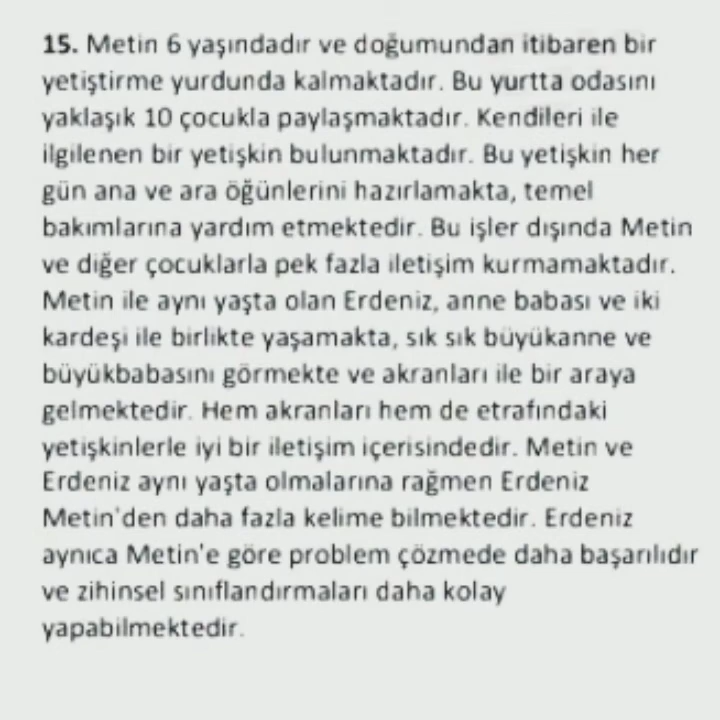 15. Metin 6 yaşındadır ve doğumundan itibaren bir
yetiştirme yurdunda kalmaktadır. Bu yurtta odasını
yaklaşık 10 çocukla paylaşmaktadır. Kendileri ile
ilgilenen bir yetişkin bulunmaktadır. Bu yetişkin her
gün ana ve ara öğünlerini hazırlamakta, temel
bakımlarına yardım etmektedir. Bu işler dışında Metin
ve diğer çocuklarla pek fazla iletişim kurmamaktadır.
Metin ile aynı yaşta olan Erdeniz, anne babası ve iki
kardeşi ile birlikte yaşamakta, sık sık büyükanne ve
büyükbabasını görmekte ve akranları ile bir araya
gelmektedir. Hem akranları hem de etrafındaki
yetişkinlerle iyi bir iletişim içerisindedir. Metin ve
Erdeniz aynı yaşta olmalarına rağmen Erdeniz
Metin'den daha fazla kelime bilmektedir. Erdeniz
aynıca Metin'e göre problem çözmede daha başarılıdır
ve zihinsel sınıflandırmaları daha kolay
yapabilmektedir.